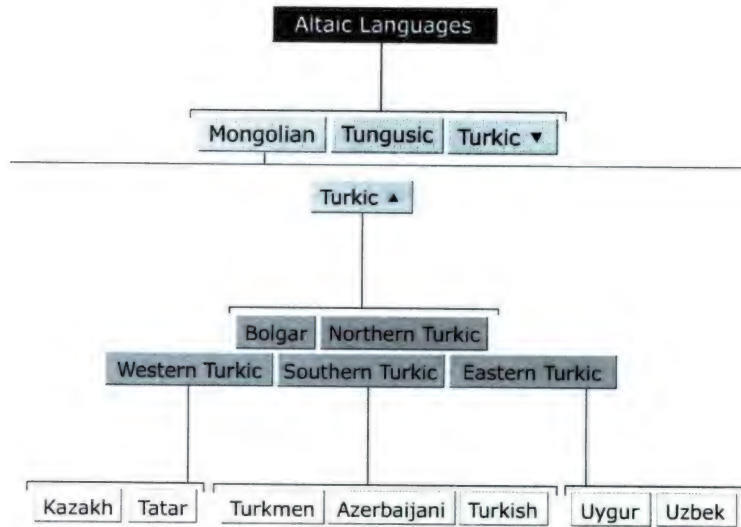 Altaic Languages
Mongolian Tungusic Turkic ▼
Turkic ▲
Bolgar Northern Turkic
Western Turkic Southern Turkic Eastern Turkic
Kazakh Tatar Turkmen Azerbaijani Turkish Uygur Uzbek